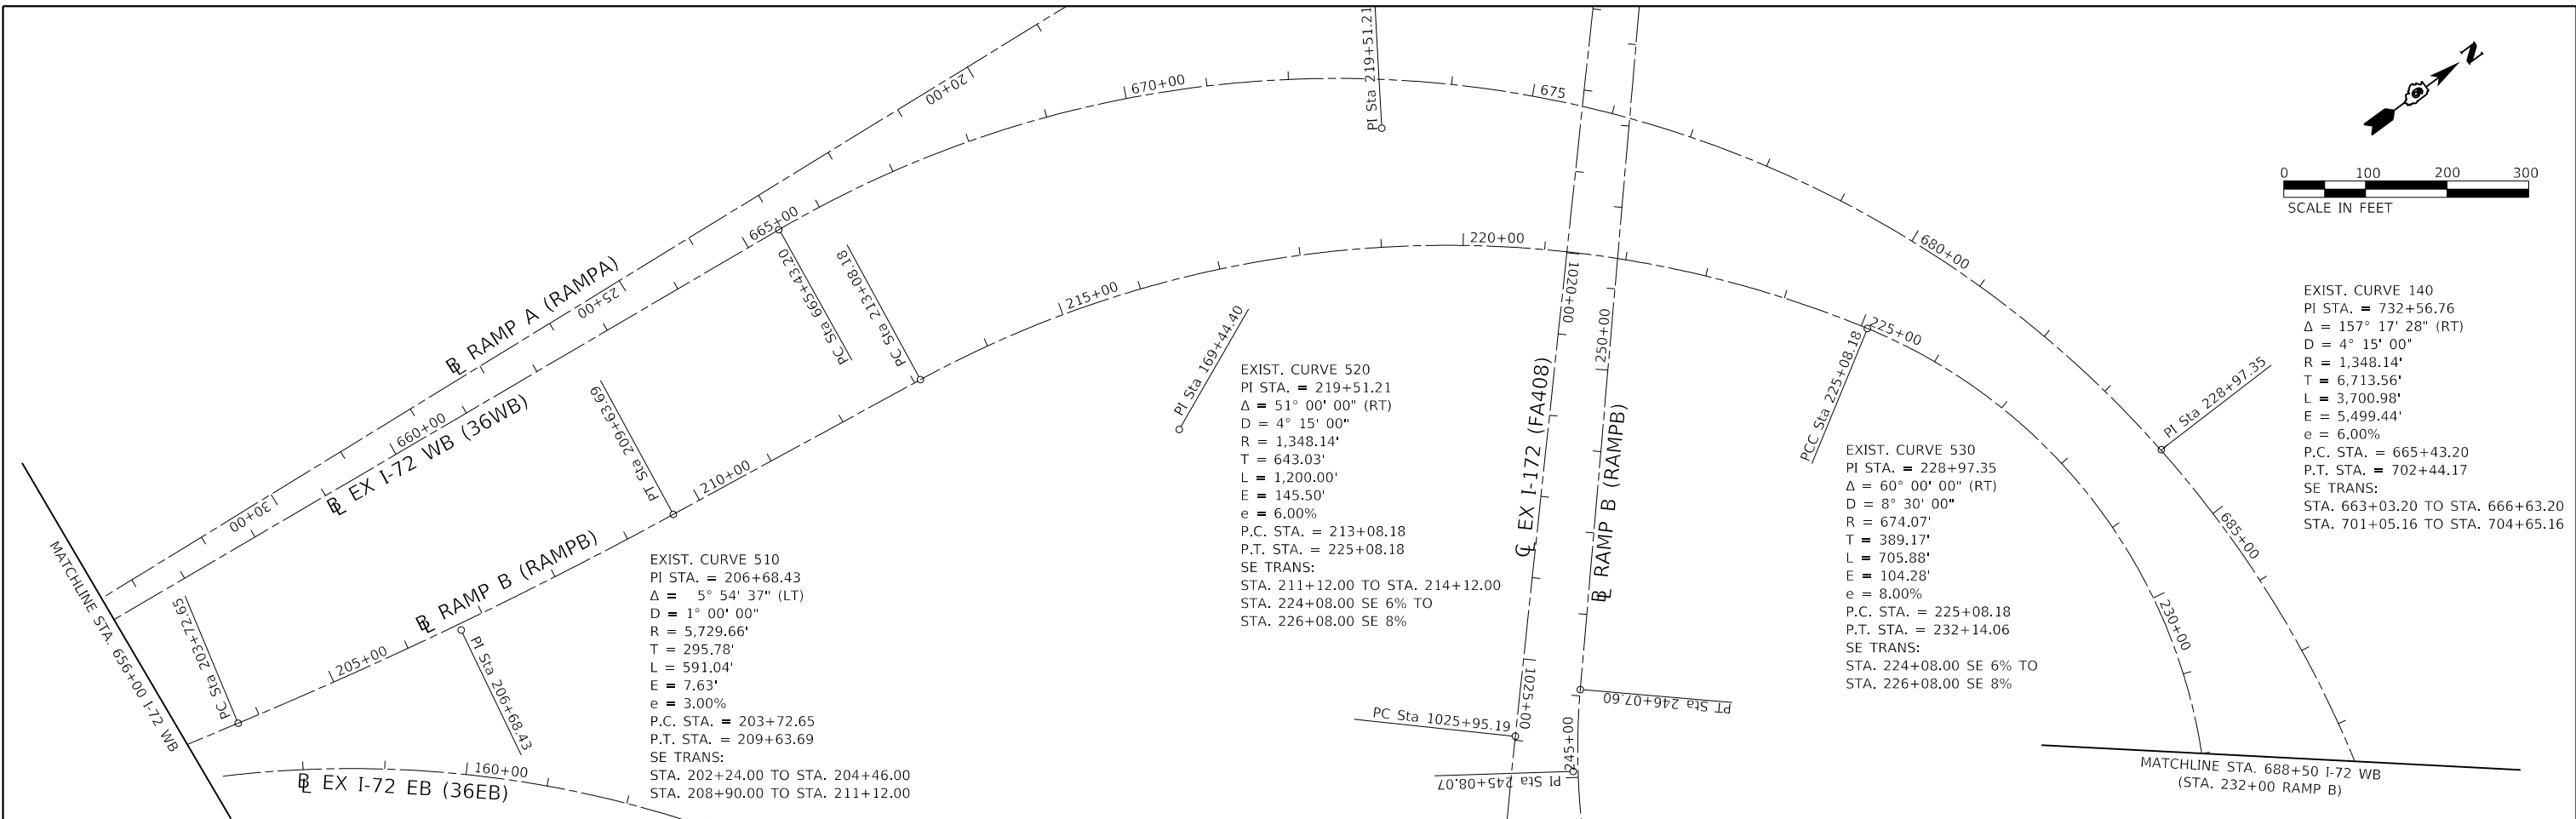 PI Sta 219+51.21
N
0 100 200 300
SCALE IN FEET
20+00
670+00
675
665+00
PC Sta 665+43.20
PC Sta 213+08.18
220+00
680+00
BL RAMP A (RAMPA)
25+00
215+00
1020+00
250+00
225+00
PCC Sta 225+08.18
PI Sta 169+44.40
PI Sta 228+97.35
EXIST. CURVE 140
PI STA. = 732+56.76
Δ = 157° 17' 28" (RT)
D = 4° 15' 00"
R = 1,348.14'
T = 6,713.56'
L = 3,700.98'
E = 5,499.44'
e = 6.00%
P.C. STA. = 665+43.20
P.T. STA. = 702+44.17
SE TRANS:
STA. 663+03.20 TO STA. 666+63.20
STA. 701+05.16 TO STA. 704+65.16
EXIST. CURVE 520
PI STA. = 219+51.21
Δ = 51° 00' 00" (RT)
D = 4° 15' 00"
R = 1,348.14'
T = 643.03'
L = 1,200.00'
E = 145.50'
e = 6.00%
P.C. STA. = 213+08.18
P.T. STA. = 225+08.18
SE TRANS:
STA. 211+12.00 TO STA. 214+12.00
STA. 224+08.00 SE 6% TO
STA. 226+08.00 SE 8%
660+00
BL EX I-72 WB (36WB)
PT Sta 209+63.69
210+00
30+00
CL EX I-172 (FA408)
BL RAMP B (RAMPB)
EXIST. CURVE 530
PI STA. = 228+97.35
Δ = 60° 00' 00" (RT)
D = 8° 30' 00"
R = 674.07'
T = 389.17'
L = 705.88'
E = 104.28'
e = 8.00%
P.C. STA. = 225+08.18
P.T. STA. = 232+14.06
SE TRANS:
STA. 224+08.00 SE 6% TO
STA. 226+08.00 SE 8%
685+00
230+00
MATCHLINE STA. 656+00 I-72 WB
PC Sta 203+72.65
205+00
BL RAMP B (RAMPB)
PI Sta 206+68.43
EXIST. CURVE 510
PI STA. = 206+68.43
Δ = 5° 54' 37" (LT)
D = 1° 00' 00"
R = 5,729.66'
T = 295.78'
L = 591.04'
E = 7.63'
e = 3.00%
P.C. STA. = 203+72.65
P.T. STA. = 209+63.69
SE TRANS:
STA. 202+24.00 TO STA. 204+46.00
STA. 208+90.00 TO STA. 211+12.00
160+00
BL EX I-72 EB (36EB)
1025+00
PC Sta 1025+95.19
PT Sta 246+07.60
245+00
PI Sta 245+08.07
MATCHLINE STA. 688+50 I-72 WB
(STA. 232+00 RAMP B)